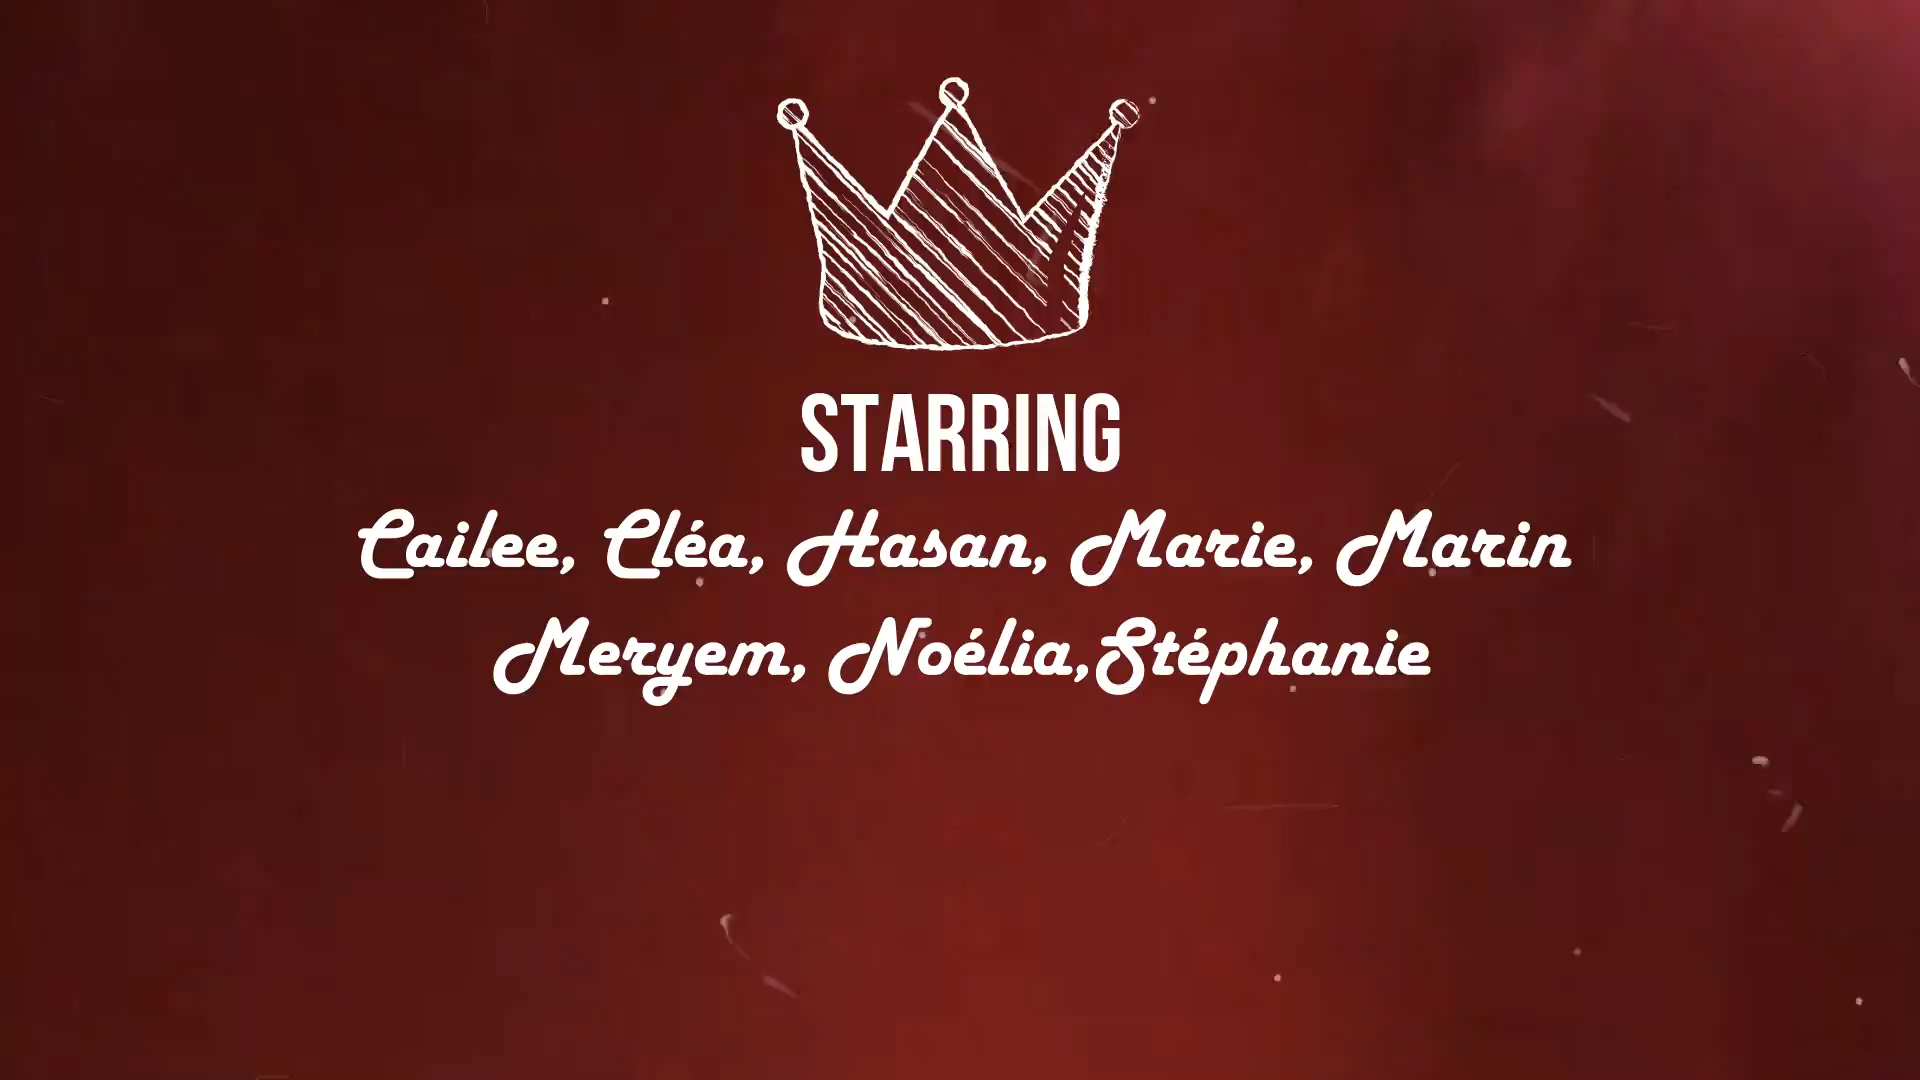 STARRING
Cailee, Cléa, Hasan, Marie, Marin
Meryem, Noélia,Stéphanie